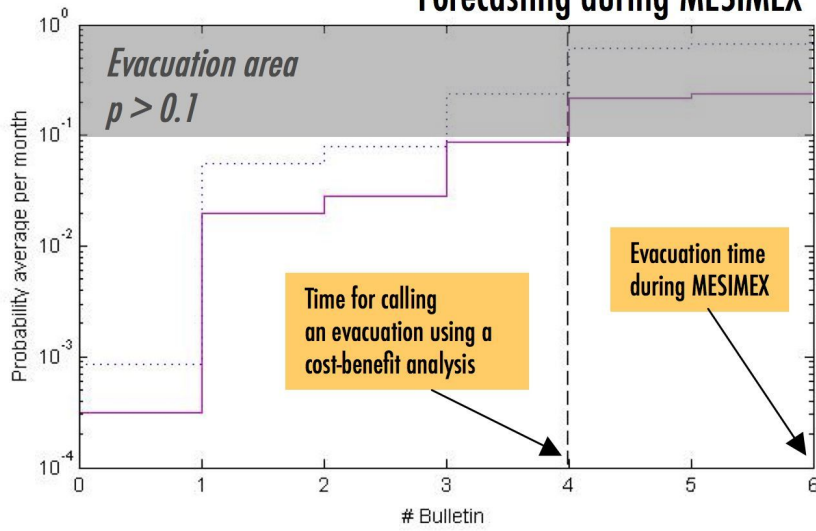 Forecasting during MESIMEX
10^0
Evacuation area
p > 0.1
10^-1
10^-2
10^-3
10^-4
Probability average per month
Time for calling
an evacuation using a
cost-benefit analysis
Evacuation time
during MESIMEX
0 1 2 3 4 5 6
# Bulletin